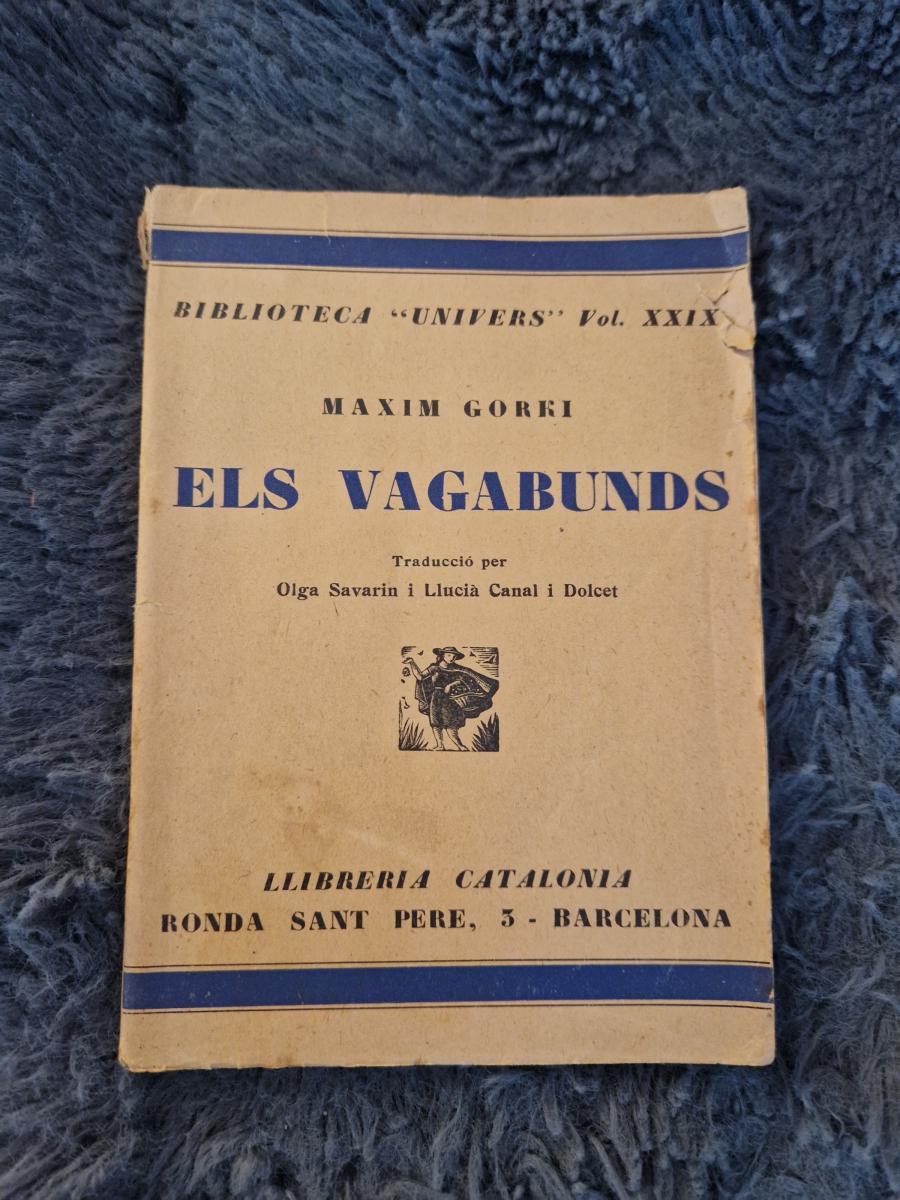 BIBLIOTECA “UNIVERS” Vol. XXIX
MAXIM GORKI
ELS VAGABUNDS
Traducció per
Olga Savarin i Llucià Canal i Dolcet
LLIBRERIA CATALONIA
RONDA SANT PERE, 3 - BARCELONA